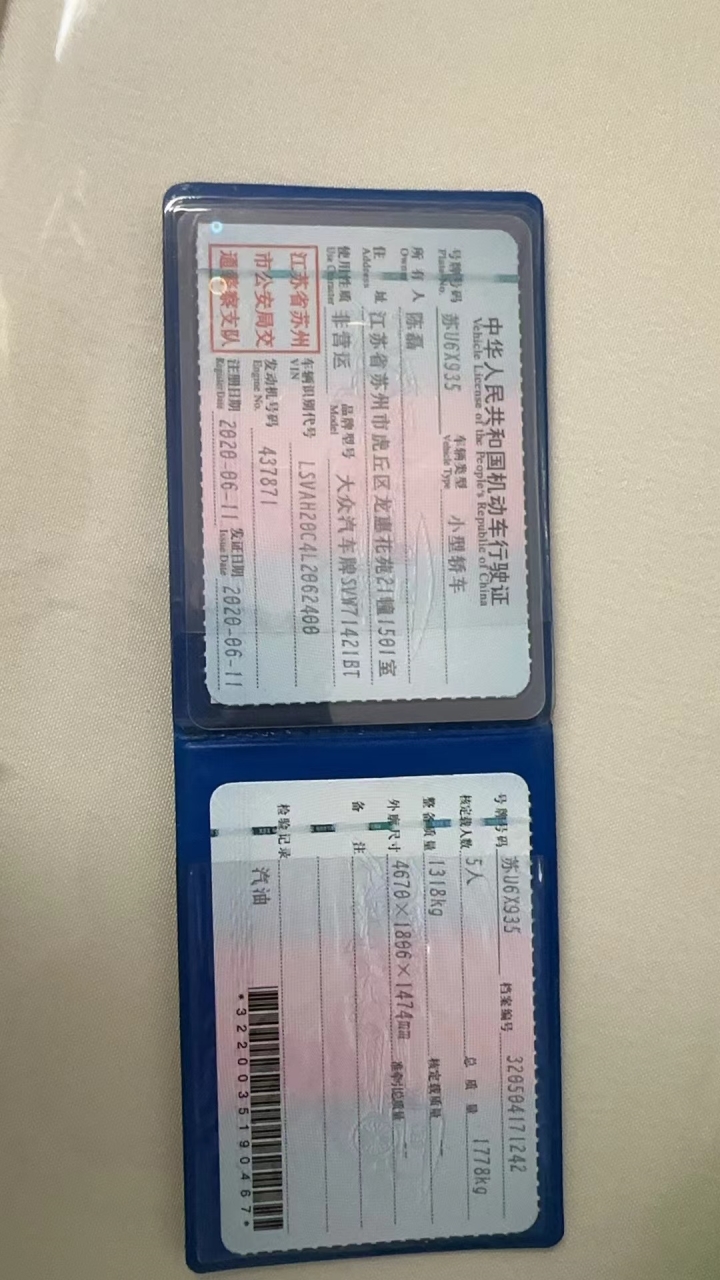 中华人民共和国机动车行驶证
Vehicle License of the People's Republic of China
号牌号码 苏U6X935 车辆类型 小型轿车
Plate No. Vehicle Type
所有人 陈磊
Owner
住址 江苏省苏州市虎丘区龙惠花苑21幢1501室
Address
使用性质 非营运 品牌型号 大众汽车牌SVW71421BT
Use Character Model
江苏省苏州
市公安局交
通警察支队
车辆识别代号 LSVAH20C4L2062400
VIN
发动机号码 437871
Engine No.
注册日期 2020-06-11 发证日期 2020-06-11
Register Date Issue Date
号牌号码 苏U6X935 档案编号 320504171242
核定载人数 5人 总质量 1778kg
整备质量 1318kg 核定载质量
外廓尺寸 4670×1806×1474mm 准牵引总质量
备注
检验记录
汽油
*3220035190467*